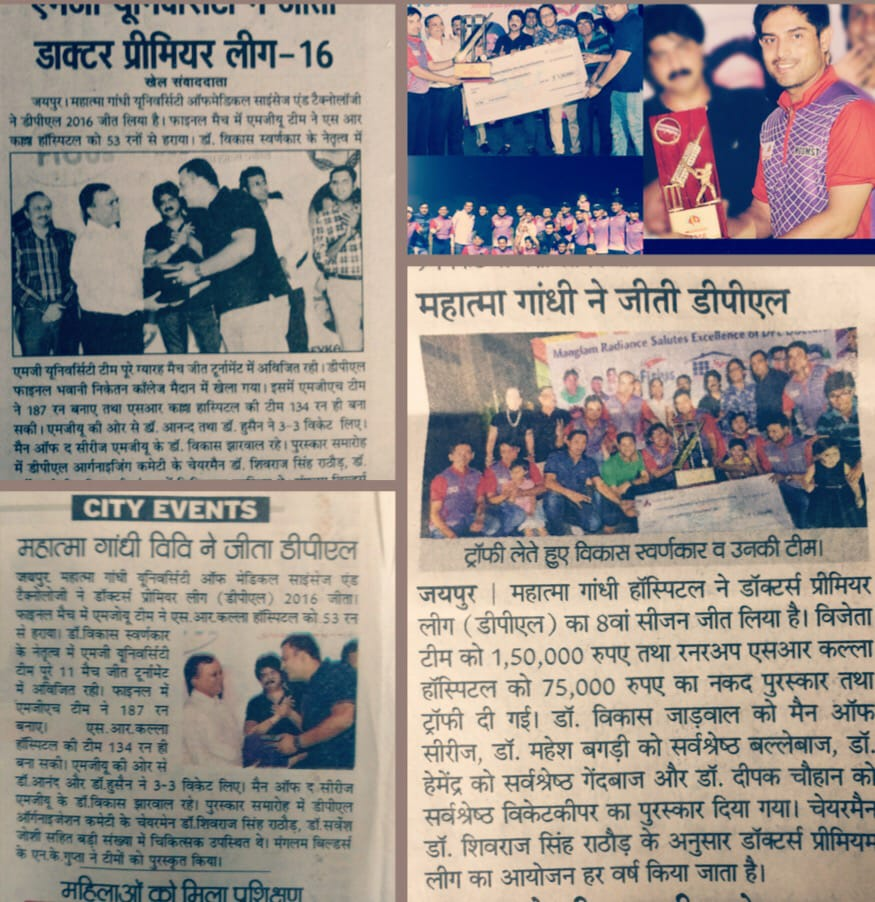 एमजी यूनिवर्सिटी ने जीता
डाक्टर प्रीमियर लीग-16
खेल संवाददाता
जयपुर। महात्मा गांधी यूनिवर्सिटी ऑफमेडिकल साइंसेज एंड टैक्नोलॉजी
ने डीपीएल 2016 जीत लिया है। फाइनल मैच में एमजीयू टीम ने एस आर
हॉस्पिटल को 53 रनों से हराया। डॉ. विकास स्वर्णकार के नेतृत्व में
एमजी यूनिवर्सिटी टीम पूरे ग्यारह मैच जीत टूर्नामेंट में अविजित रही। डीपीएल
फाइनल भवानी निकेतन कॉलेज मैदान में खेला गया। इसमें एमजीएच टीम
ने 187 रन बनाए तथा एसआर हास्पिटल की टीम 134 रन ही बना
सकी। एमजीयू की ओर से डॉ. आनन्द तथा डॉ. हुसैन ने 3-3 विकेट लिए।
मैन ऑफ द सीरीज एमजीयू के डॉ. विकास झारवाल रहे। पुरस्कार समारोह
में डीपीएल आर्गनाइजिंग कमेटी के चेयरमैन डॉ. शिवराज सिंह राठौड़, डॉ.
CITY EVENTS
महात्मा गांधी विवि ने जीता डीपीएल
जयपुर महात्मा गांधी यूनिवर्सिटी ऑफ मेडिकल साइंसेज एंड
टैक्नोलॉजी ने डॉक्टर्स प्रीमियर लीग (डीपीएल) 2016 जीता।
फाइनल मैच में एमजीयू टीम ने एस.आर.कल्ला हॉस्पिटल को 53 रन
से हराया। डॉ.विकास स्वर्णकार
के नेतृत्व में एमजी यूनिवर्सिटी
टीम पूरे 11 मैच जीत टूर्नामेंट
में अविजित रही। फाइनल में
एमजीएच टीम ने 187 रन
बनाए। एस.आर.कल्ला
हॉस्पिटल की टीम 134 रन ही
बना सकी। एमजीयू की ओर से
डॉ.आनंद और डॉ.हुसैन ने 3-3 विकेट लिए। मैन ऑफ द सीरीज
एमजीयू के डॉ.विकास झारवाल रहे। पुरस्कार समारोह में डीपीएल
ऑर्गनाइजेशन कमेटी के चेयरमेन डॉ.शिवराज सिंह राठौड़, डॉ.सर्वेश
जोशी सहित बड़ी संख्या में चिकित्सक उपस्थित थे। मंगलम बिल्डर्स
के एन.के.गुप्ता ने टीमों को पुरस्कृत किया।
महिलाओं को मिला प्रशिक्षण
महात्मा गांधी ने जीती डीपीएल
Manglam Radiance Salutes Excellence of DPL
ट्रॉफी लेते हुए विकास स्वर्णकार व उनकी टीम।
जयपुर | महात्मा गांधी हॉस्पिटल ने डॉक्टर्स प्रीमियर
लीग (डीपीएल) का 8वां सीजन जीत लिया है। विजेता
टीम को 1,50,000 रुपए तथा रनरअप एसआर कल्ला
हॉस्पिटल को 75,000 रुपए का नकद पुरस्कार तथा
ट्रॉफी दी गई। डॉ. विकास जाड़वाल को मैन ऑफ
सीरीज, डॉ. महेश बगड़ी को सर्वश्रेष्ठ बल्लेबाज, डॉ.
हेमेंद्र को सर्वश्रेष्ठ गेंदबाज और डॉ. दीपक चौहान को
सर्वश्रेष्ठ विकेटकीपर का पुरस्कार दिया गया। चेयरमैन
डॉ. शिवराज सिंह राठौड़ के अनुसार डॉक्टर्स प्रीमियम
लीग का आयोजन हर वर्ष किया जाता है।